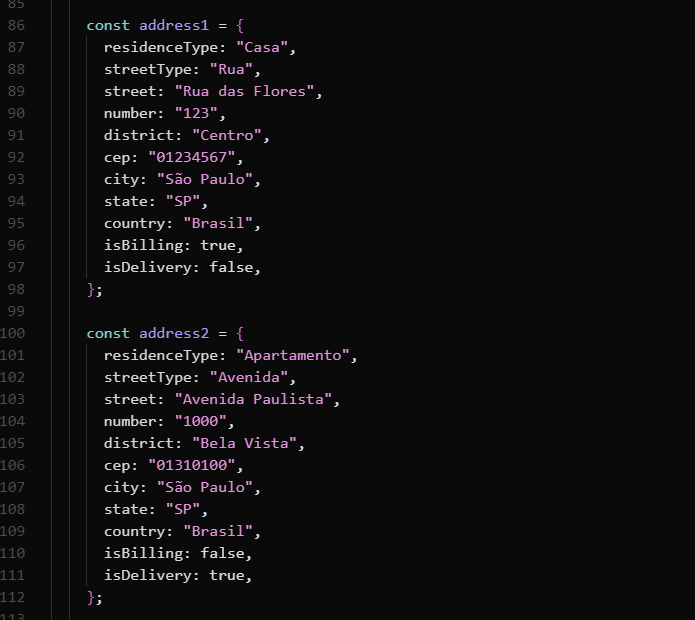 85
86 const address1 = {
87 residenceType: "Casa",
88 streetType: "Rua",
89 street: "Rua das Flores",
90 number: "123",
91 district: "Centro",
92 cep: "01234567",
93 city: "São Paulo",
94 state: "SP",
95 country: "Brasil",
96 isBilling: true,
97 isDelivery: false,
98 };
99
100 const address2 = {
101 residenceType: "Apartamento",
102 streetType: "Avenida",
103 street: "Avenida Paulista",
104 number: "1000",
105 district: "Bela Vista",
106 cep: "01310100",
107 city: "São Paulo",
108 state: "SP",
109 country: "Brasil",
110 isBilling: false,
111 isDelivery: true,
112 };
113